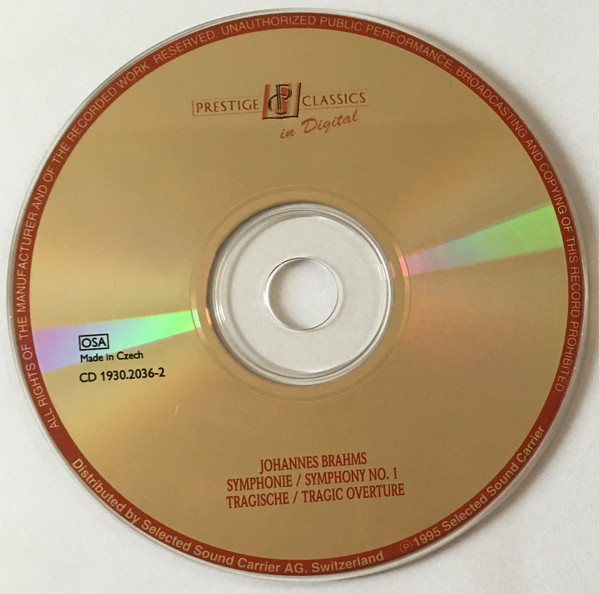 ALL RIGHTS OF THE MANUFACTURER AND OF THE RECORDED WORK RESERVED. UNAUTHORIZED PUBLIC PERFORMANCE, BROADCASTING AND COPYING OF THIS RECORD PROHIBITED
PRESTIGE CP CLASSICS
in Digital
OSA
Made in Czech
CD 1930.2036-2
JOHANNES BRAHMS
SYMPHONIE / SYMPHONY NO. 1
TRAGISCHE / TRAGIC OVERTURE
Distributed by Selected Sound Carrier AG, Switzerland
℗ 1995 Selected Sound Carrier